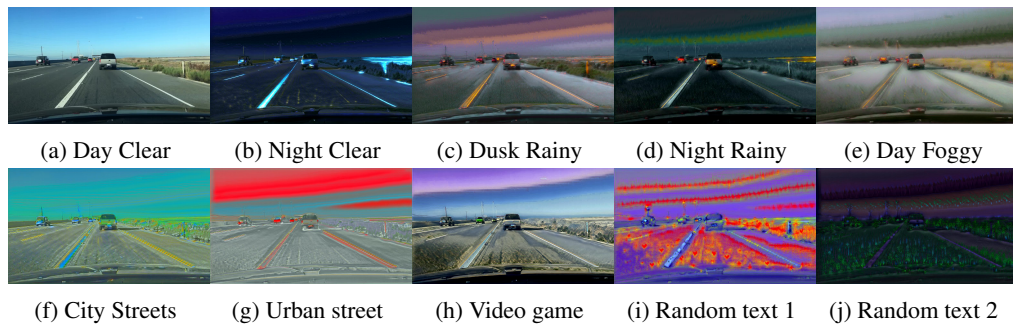 (a) Day Clear (b) Night Clear (c) Dusk Rainy (d) Night Rainy (e) Day Foggy
(f) City Streets (g) Urban street (h) Video game (i) Random text 1 (j) Random text 2